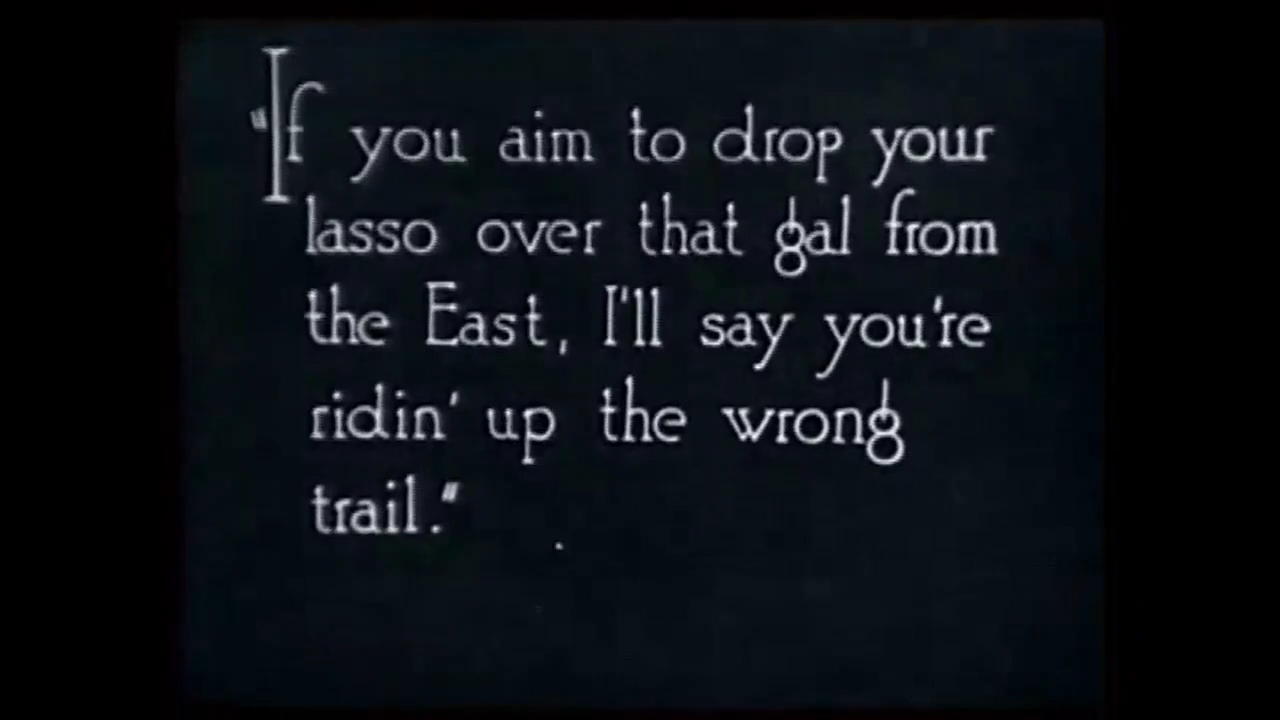 "If you aim to drop your
lasso over that gal from
the East, I'll say you're
ridin' up the wrong
trail."